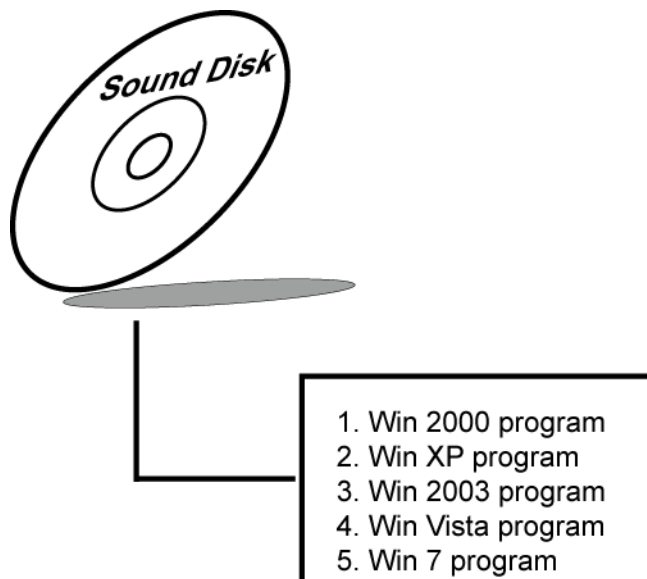 Sound Disk
1. Win 2000 program
2. Win XP program
3. Win 2003 program
4. Win Vista program
5. Win 7 program